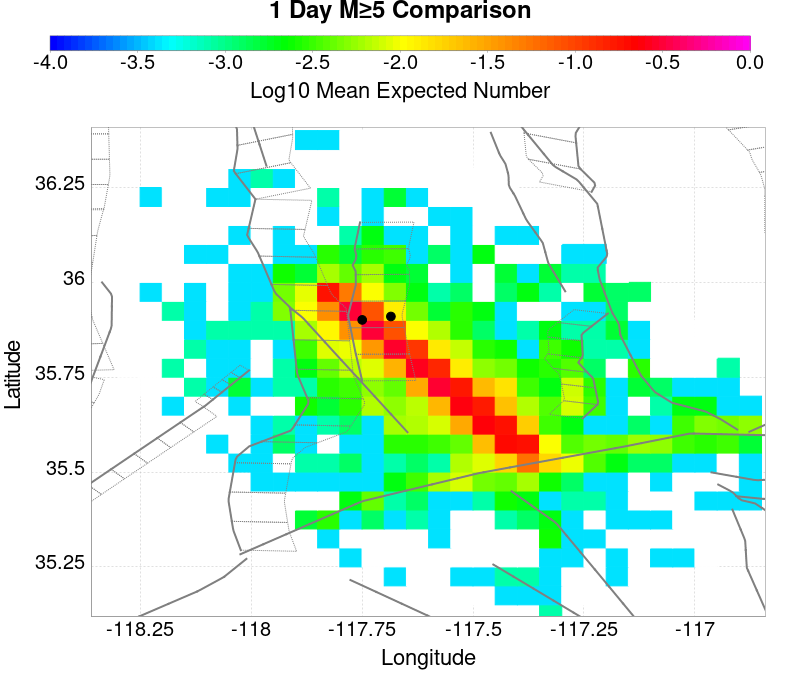 1 Day M≥5 Comparison
-4.0 -3.5 -3.0 -2.5 -2.0 -1.5 -1.0 -0.5 0.0
Log10 Mean Expected Number
36.25
36
35.75
35.5
35.25
Latitude
-118.25 -118 -117.75 -117.5 -117.25 -117
Longitude